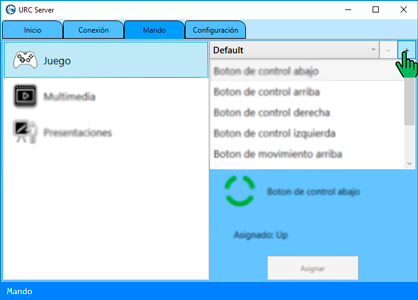 URC Server
Inicio
Conexión
Mando
Configuración
Juego
Multimedia
Presentaciones
Default
-
+
Boton de control abajo
Boton de control arriba
Boton de control derecha
Boton de control izquierda
Boton de movimiento arriba
Boton de control abajo
Asignado: Up
Asignar
Mando